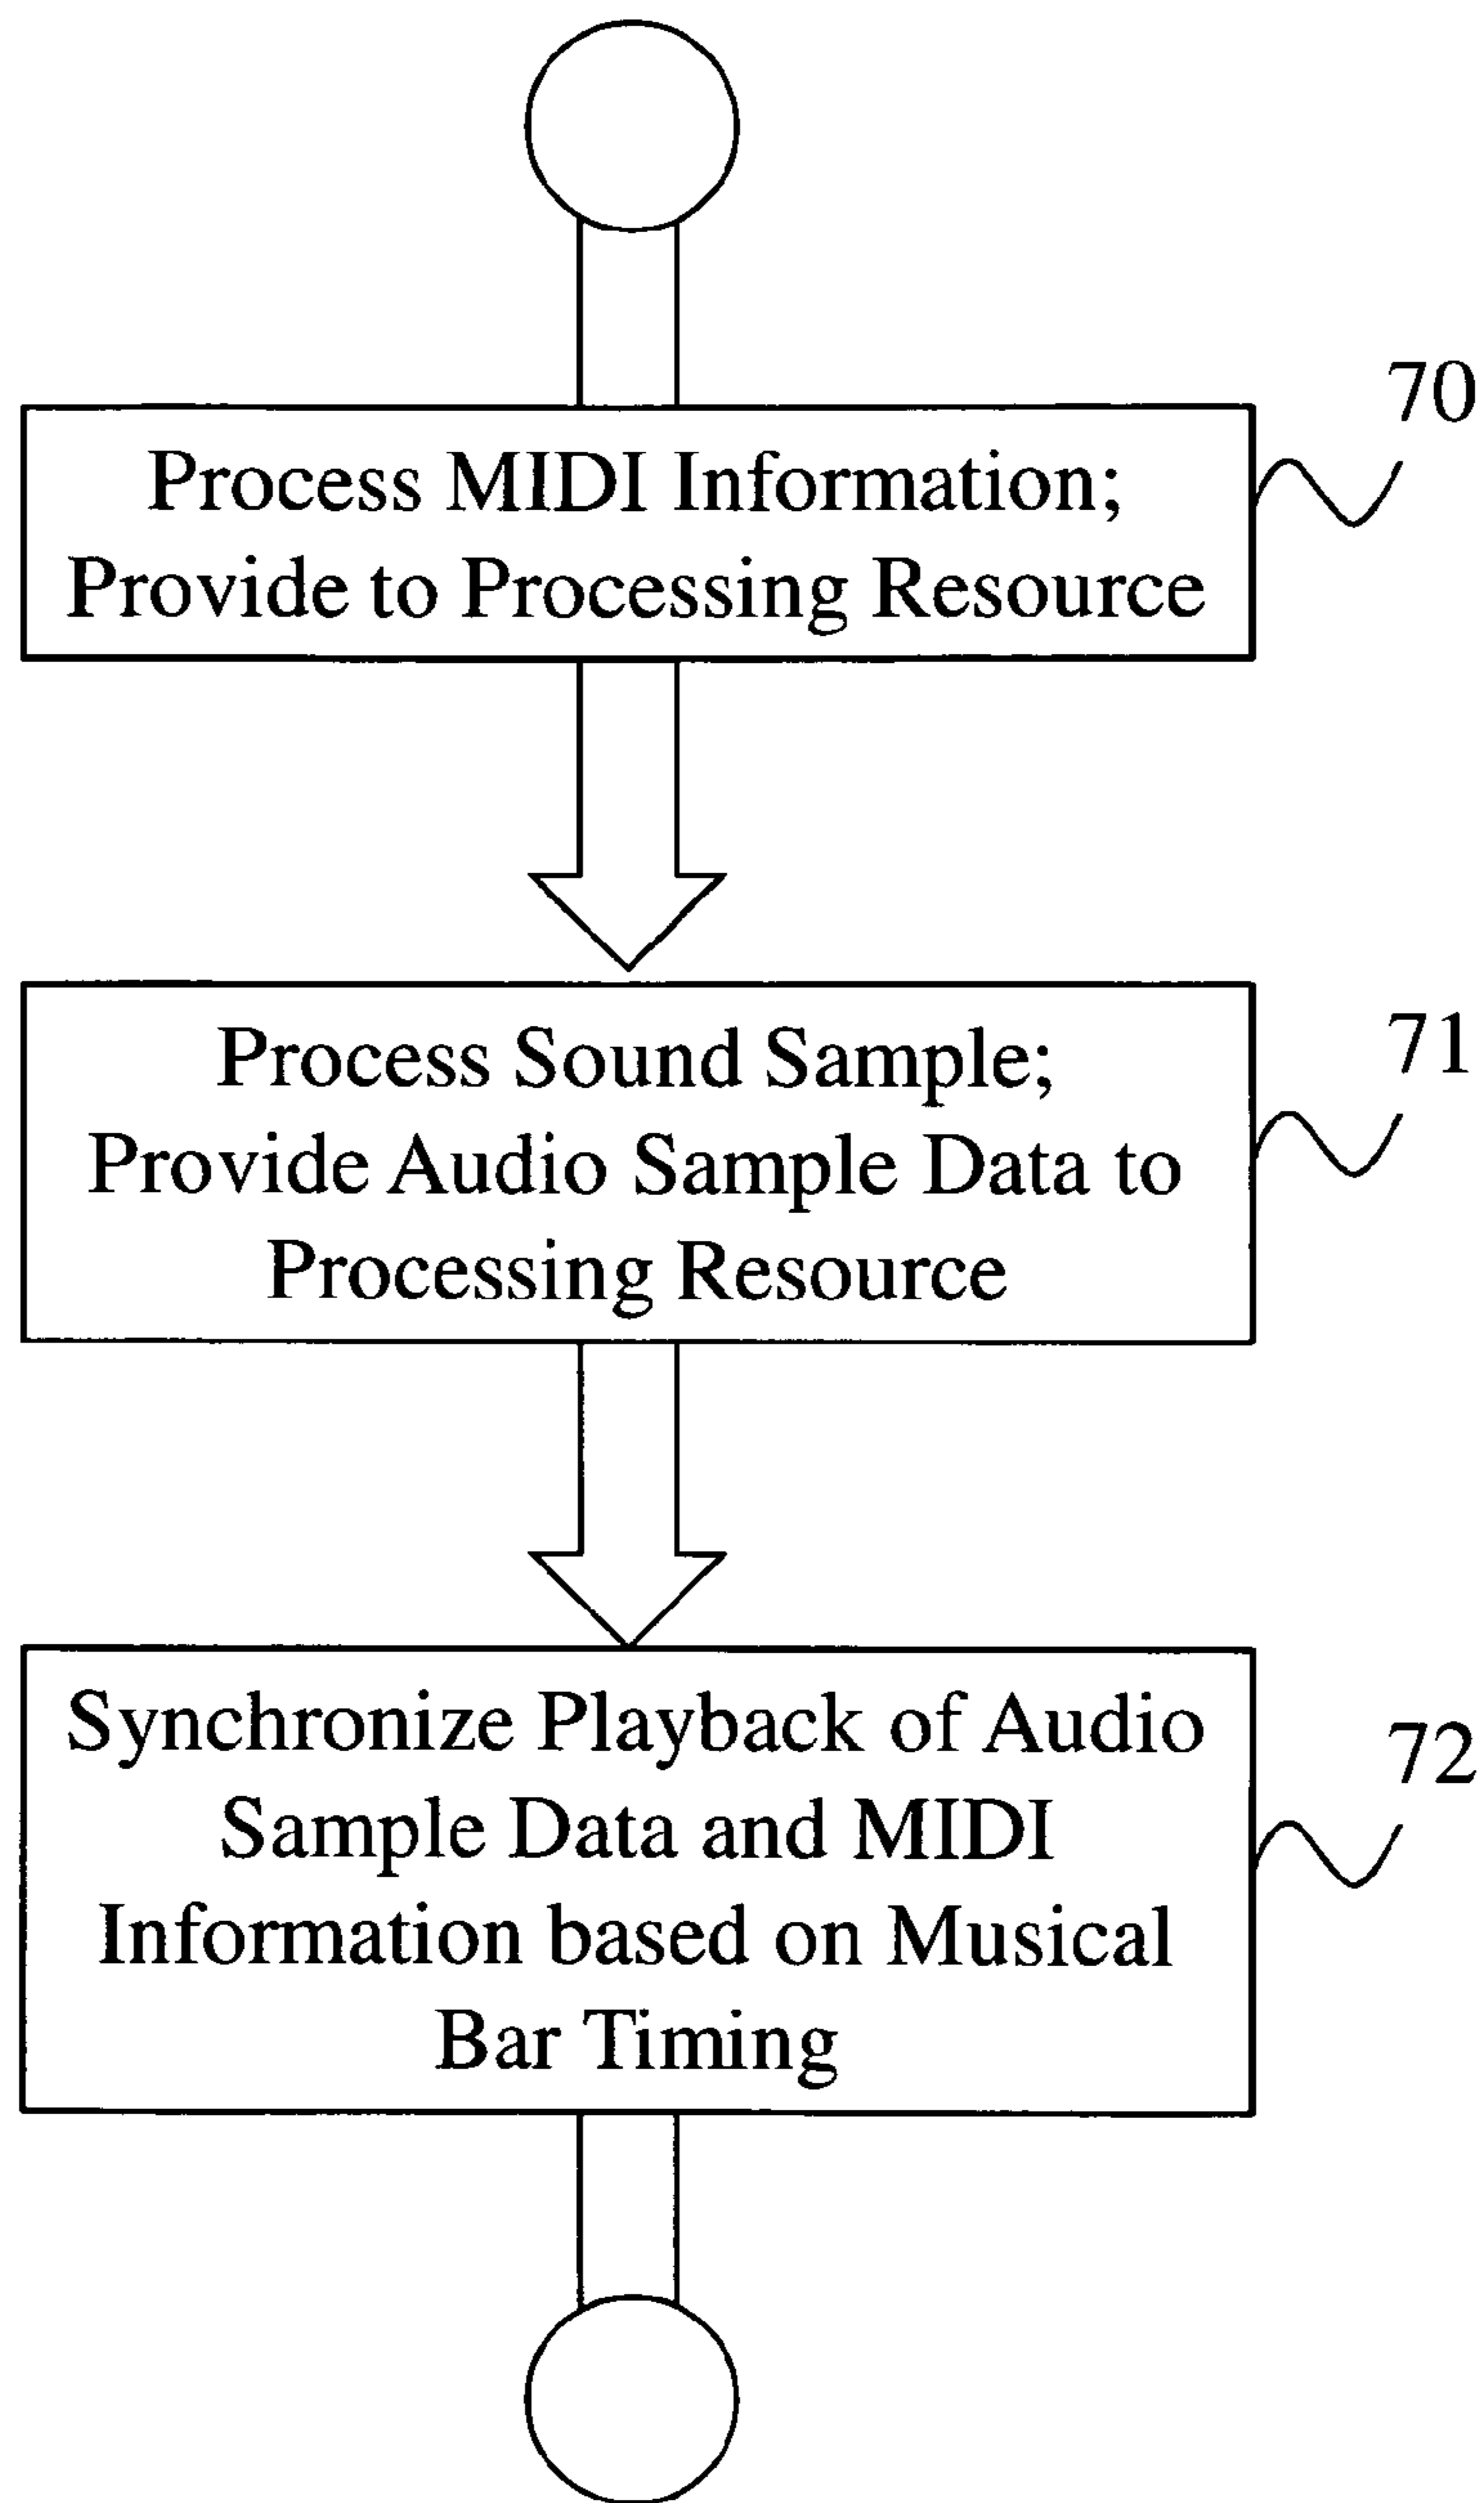 70
Process MIDI Information;
Provide to Processing Resource
71
Process Sound Sample;
Provide Audio Sample Data to
Processing Resource
72
Synchronize Playback of Audio
Sample Data and MIDI
Information based on Musical
Bar Timing